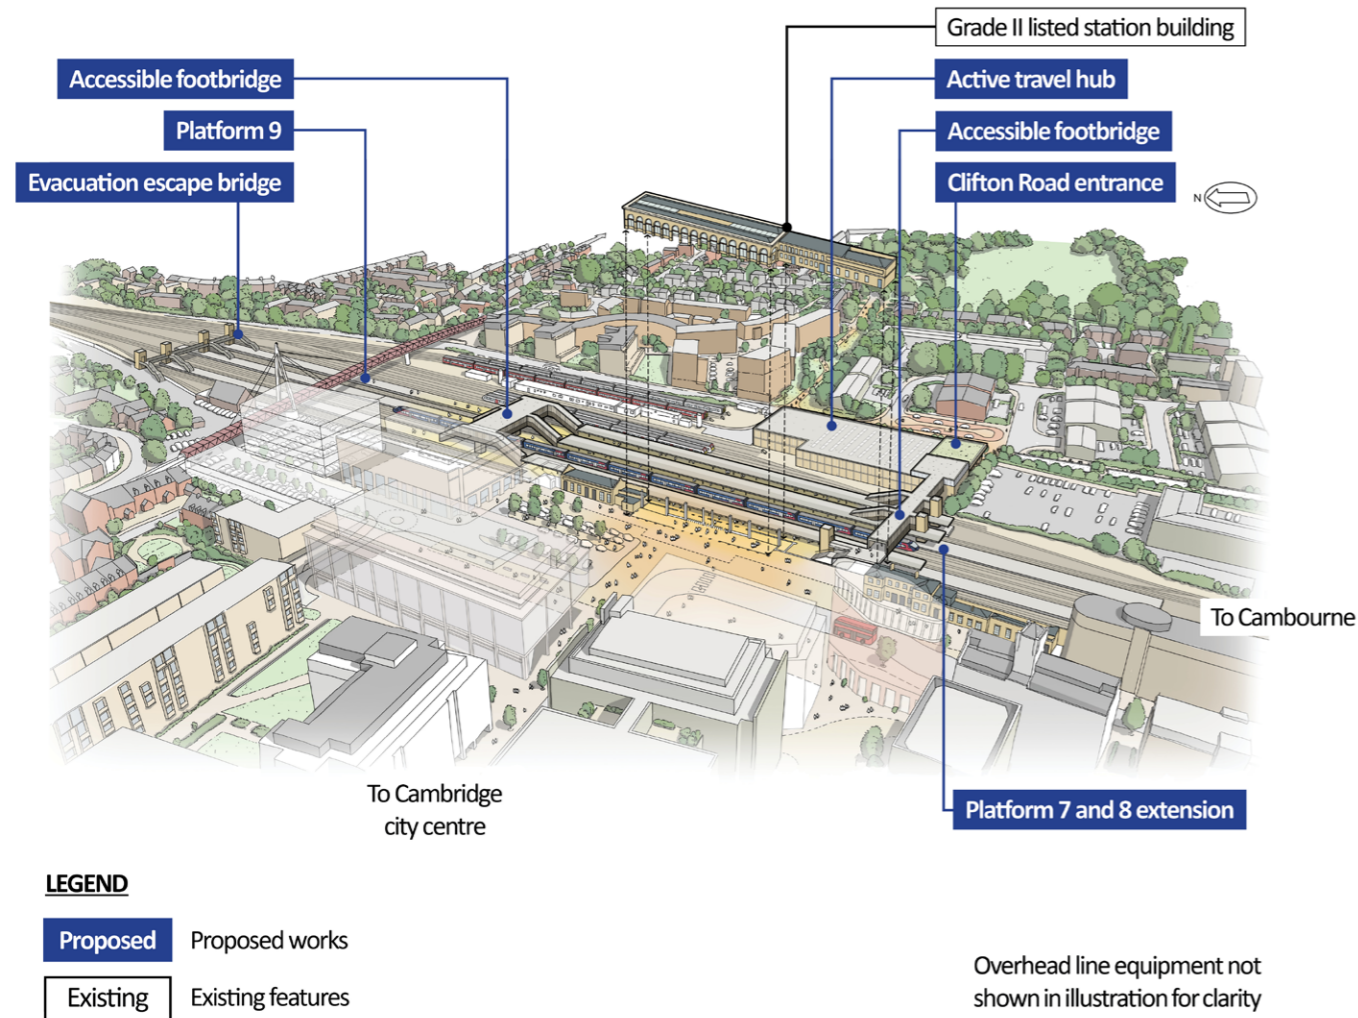 Grade II listed station building
Accessible footbridge
Active travel hub
Platform 9
Accessible footbridge
Evacuation escape bridge
Clifton Road entrance
N
To Cambourne
To Cambridge
city centre
Platform 7 and 8 extension
LEGEND
Proposed Proposed works
Existing Existing features
Overhead line equipment not
shown in illustration for clarity